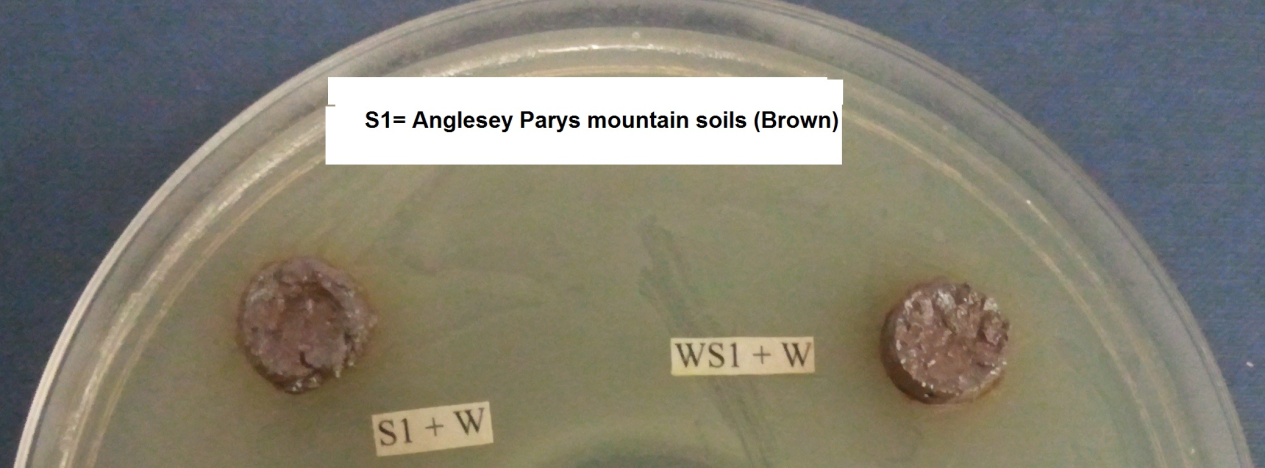 S1= Anglesey Parys mountain soils (Brown)
WS1 + W
S1 + W